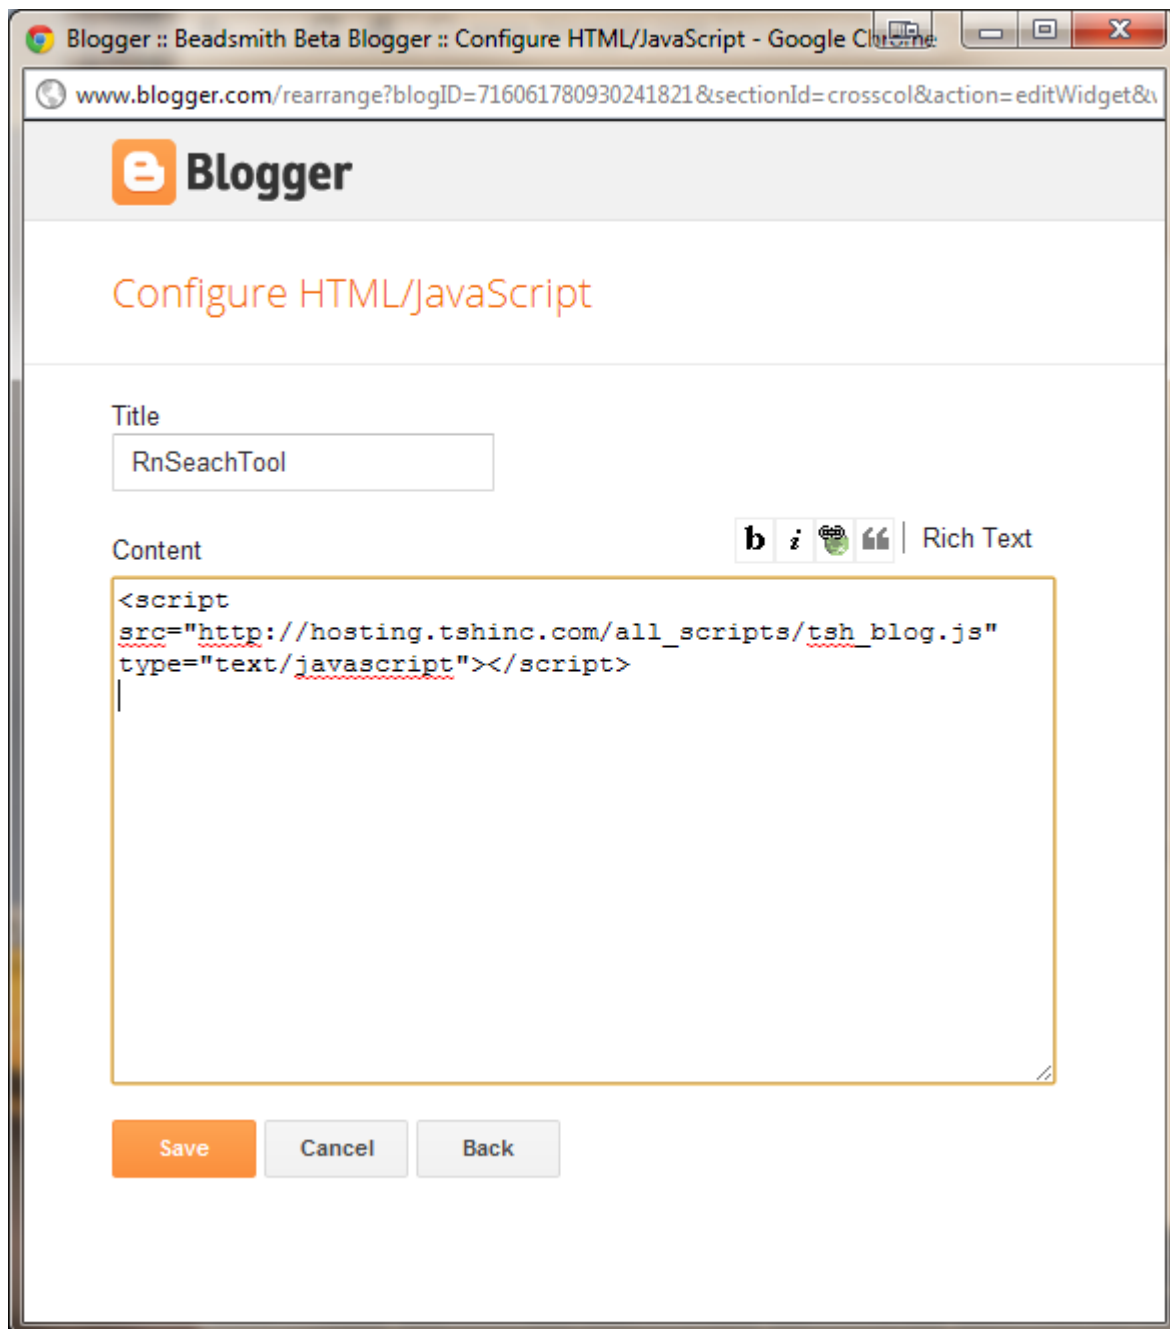 Blogger :: Beadsmith Beta Blogger :: Configure HTML/JavaScript - Google Chrome
www.blogger.com/rearrange?blogID=716061780930241821&sectionId=crosscol&action=editWidget&
Blogger
Configure HTML/JavaScript
Title
RnSeachTool
Content
b i Rich Text
<script
src="http://hosting.tshinc.com/all_scripts/tsh_blog.js"
type="text/javascript"></script>
Save Cancel Back